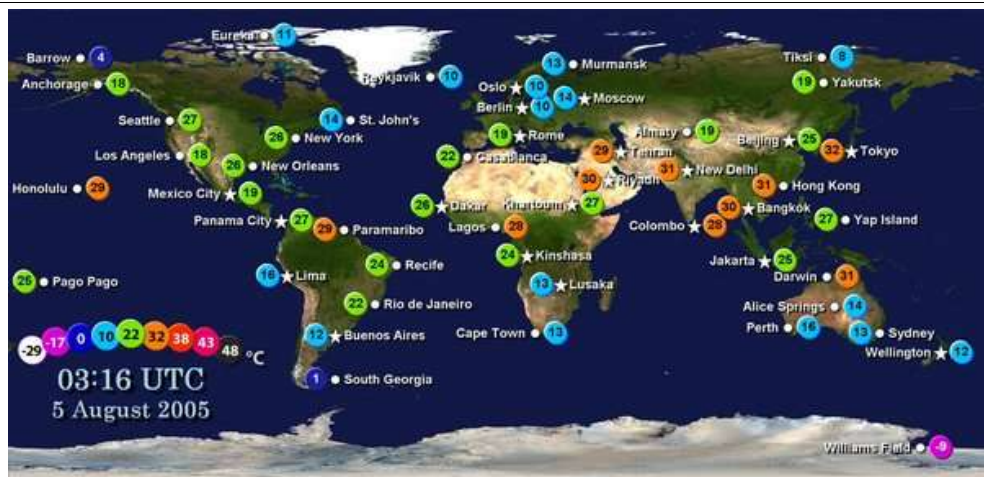 Eureka 11
Barrow 4
Tiksi 8
Murmansk 13
Reykjavik 10
Anchorage 18
Yakutsk 19
Oslo 10
Berlin 10
Moscow 14
Seattle 27
St. John's 14
New York 26
Rome 19
Almaty 19
Beijing 25
Tokyo 32
Los Angeles 18
New Orleans 26
Casablanca 22
Tehran 29
New Delhi 31
Honolulu 29
Mexico City 19
Riyadh 30
Hong Kong 31
Dakar 26
Khartoum 27
Bangkok 30
Panama City 27
Paramaribo 29
Lagos 28
Colombo 28
Yap Island 27
Recife 24
Kinshasa 24
Jakarta 25
Pago Pago 25
Lima 16
Lusaka 13
Darwin 31
Rio de Janeiro 22
Alice Springs 14
Buenos Aires 12
Cape Town 13
Perth 16
Sydney 13
Wellington 12
-29 -17 0 10 22 32 38 43 48 °C
03:16 UTC
5 August 2005
South Georgia 1
Williams Field -9